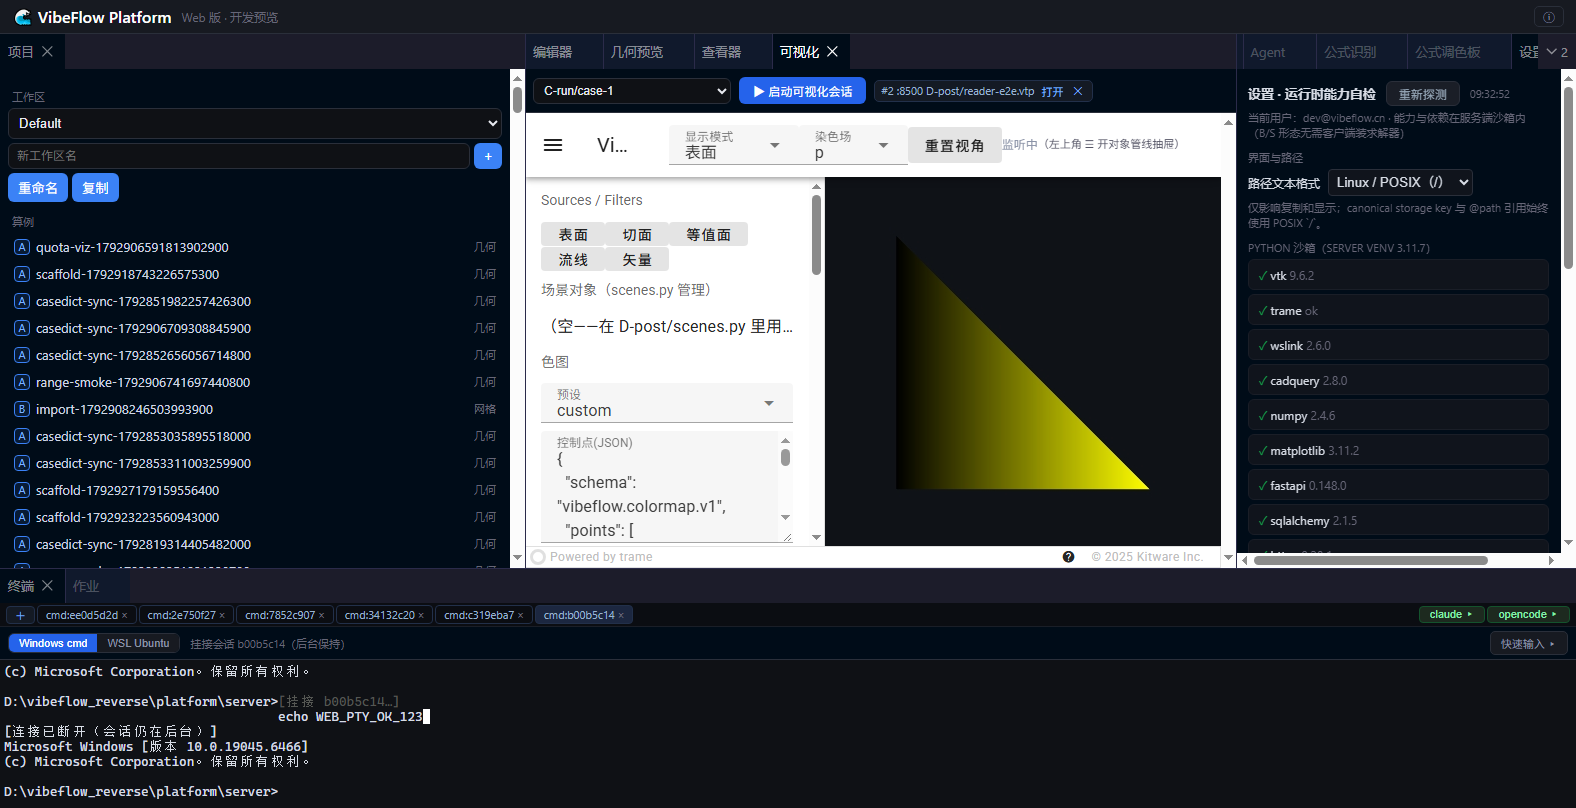 VibeFlow Platform Web 版 · 开发预览
项目
工作区
Default
新工作区名
+
重命名 复制
算例
A quota-viz-1792906591813902900 几何
A scaffold-1792918743226575300 几何
A casedict-sync-1792851982257426300 几何
A casedict-sync-1792906709308845900 几何
A casedict-sync-1792852656056714800 几何
A range-smoke-1792906741697440800 几何
B import-1792908246503993900 网格
A casedict-sync-1792853035895518000 几何
A casedict-sync-1792853311003259900 几何
A scaffold-1792927179159556400 几何
A scaffold-1792923223560943000 几何
A casedict-sync-1792819314405482000 几何
编辑器 几何预览 查看器 可视化
C-run/case-1 ▶ 启动可视化会话 #2 :8500 D-post/reader-e2e.vtp 打开
Vi...
显示模式
表面
染色场
p
重置视角
监听中（左上角 ☰ 开对象管线抽屉）
Sources / Filters
表面 切面 等值面
流线 矢量
场景对象（scenes.py 管理）
（空——在 D-post/scenes.py 里用...
色图
预设
custom
控制点(JSON)
{
"schema":
"vibeflow.colormap.v1",
"points": [
Powered by trame © 2025 Kitware Inc.
Agent 公式识别 公式调色板 设置 2
设置 · 运行时能力自检 重新探测 09:32:52
当前用户：dev@vibeflow.cn · 能力与依赖在服务端沙箱内
（B/S 形态无需客户端装求解器）
界面与路径
路径文本格式 Linux / POSIX（/）
仅影响复制和显示；canonical storage key 与 @path 引用始终
使用 POSIX `/`。
PYTHON 沙箱（SERVER VENV 3.11.7）
✓ vtk 9.6.2
✓ trame ok
✓ wslink 2.6.0
✓ cadquery 2.8.0
✓ numpy 2.4.6
✓ matplotlib 3.11.2
✓ fastapi 0.148.0
✓ sqlalchemy 2.1.5
终端 作业
+ cmd:ee0d5d2d × cmd:2e750f27 × cmd:7852c907 × cmd:34132c20 × cmd:c319eba7 × cmd:b00b5c14 × claude ▸ opencode ▸
Windows cmd WSL Ubuntu 挂接会话 b00b5c14（后台保持） 快速输入 ▸
(c) Microsoft Corporation。保留所有权利。
D:\vibeflow_reverse\platform\server>[挂接 b00b5c14…]
echo WEB_PTY_OK_123
[连接已断开（会话仍在后台）]
Microsoft Windows [版本 10.0.19045.6466]
(c) Microsoft Corporation。保留所有权利。
D:\vibeflow_reverse\platform\server>